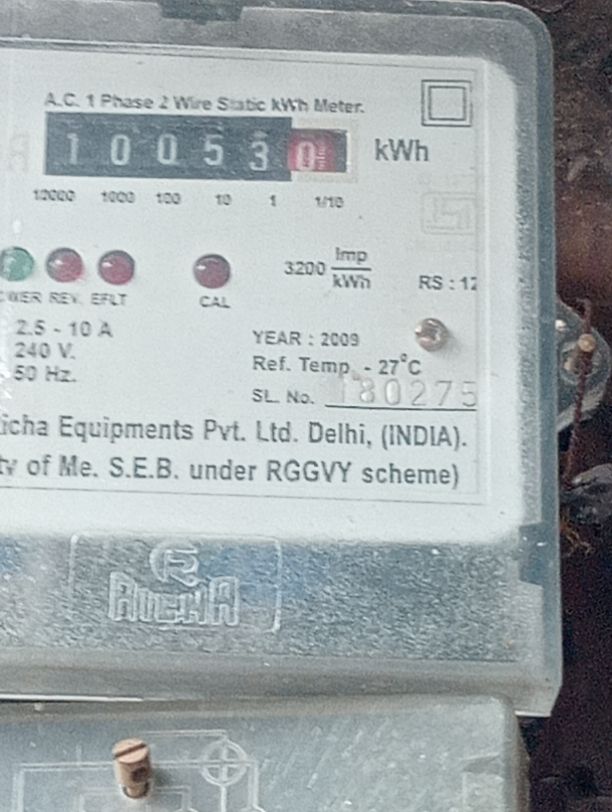 A.C. 1 Phase 2 Wire Static kWh Meter.
1 0 0 5 3 0 kWh
10000 1000 100 10 1 1/10
3200 Imp/kWh
RS : 12
REV. EFLT CAL
2.5 - 10 A
240 V.
50 Hz.
YEAR : 2009
Ref. Temp. - 27°C
SL. No. 180275
icha Equipments Pvt. Ltd. Delhi, (INDIA).
ty of Me. S.E.B. under RGGVY scheme)